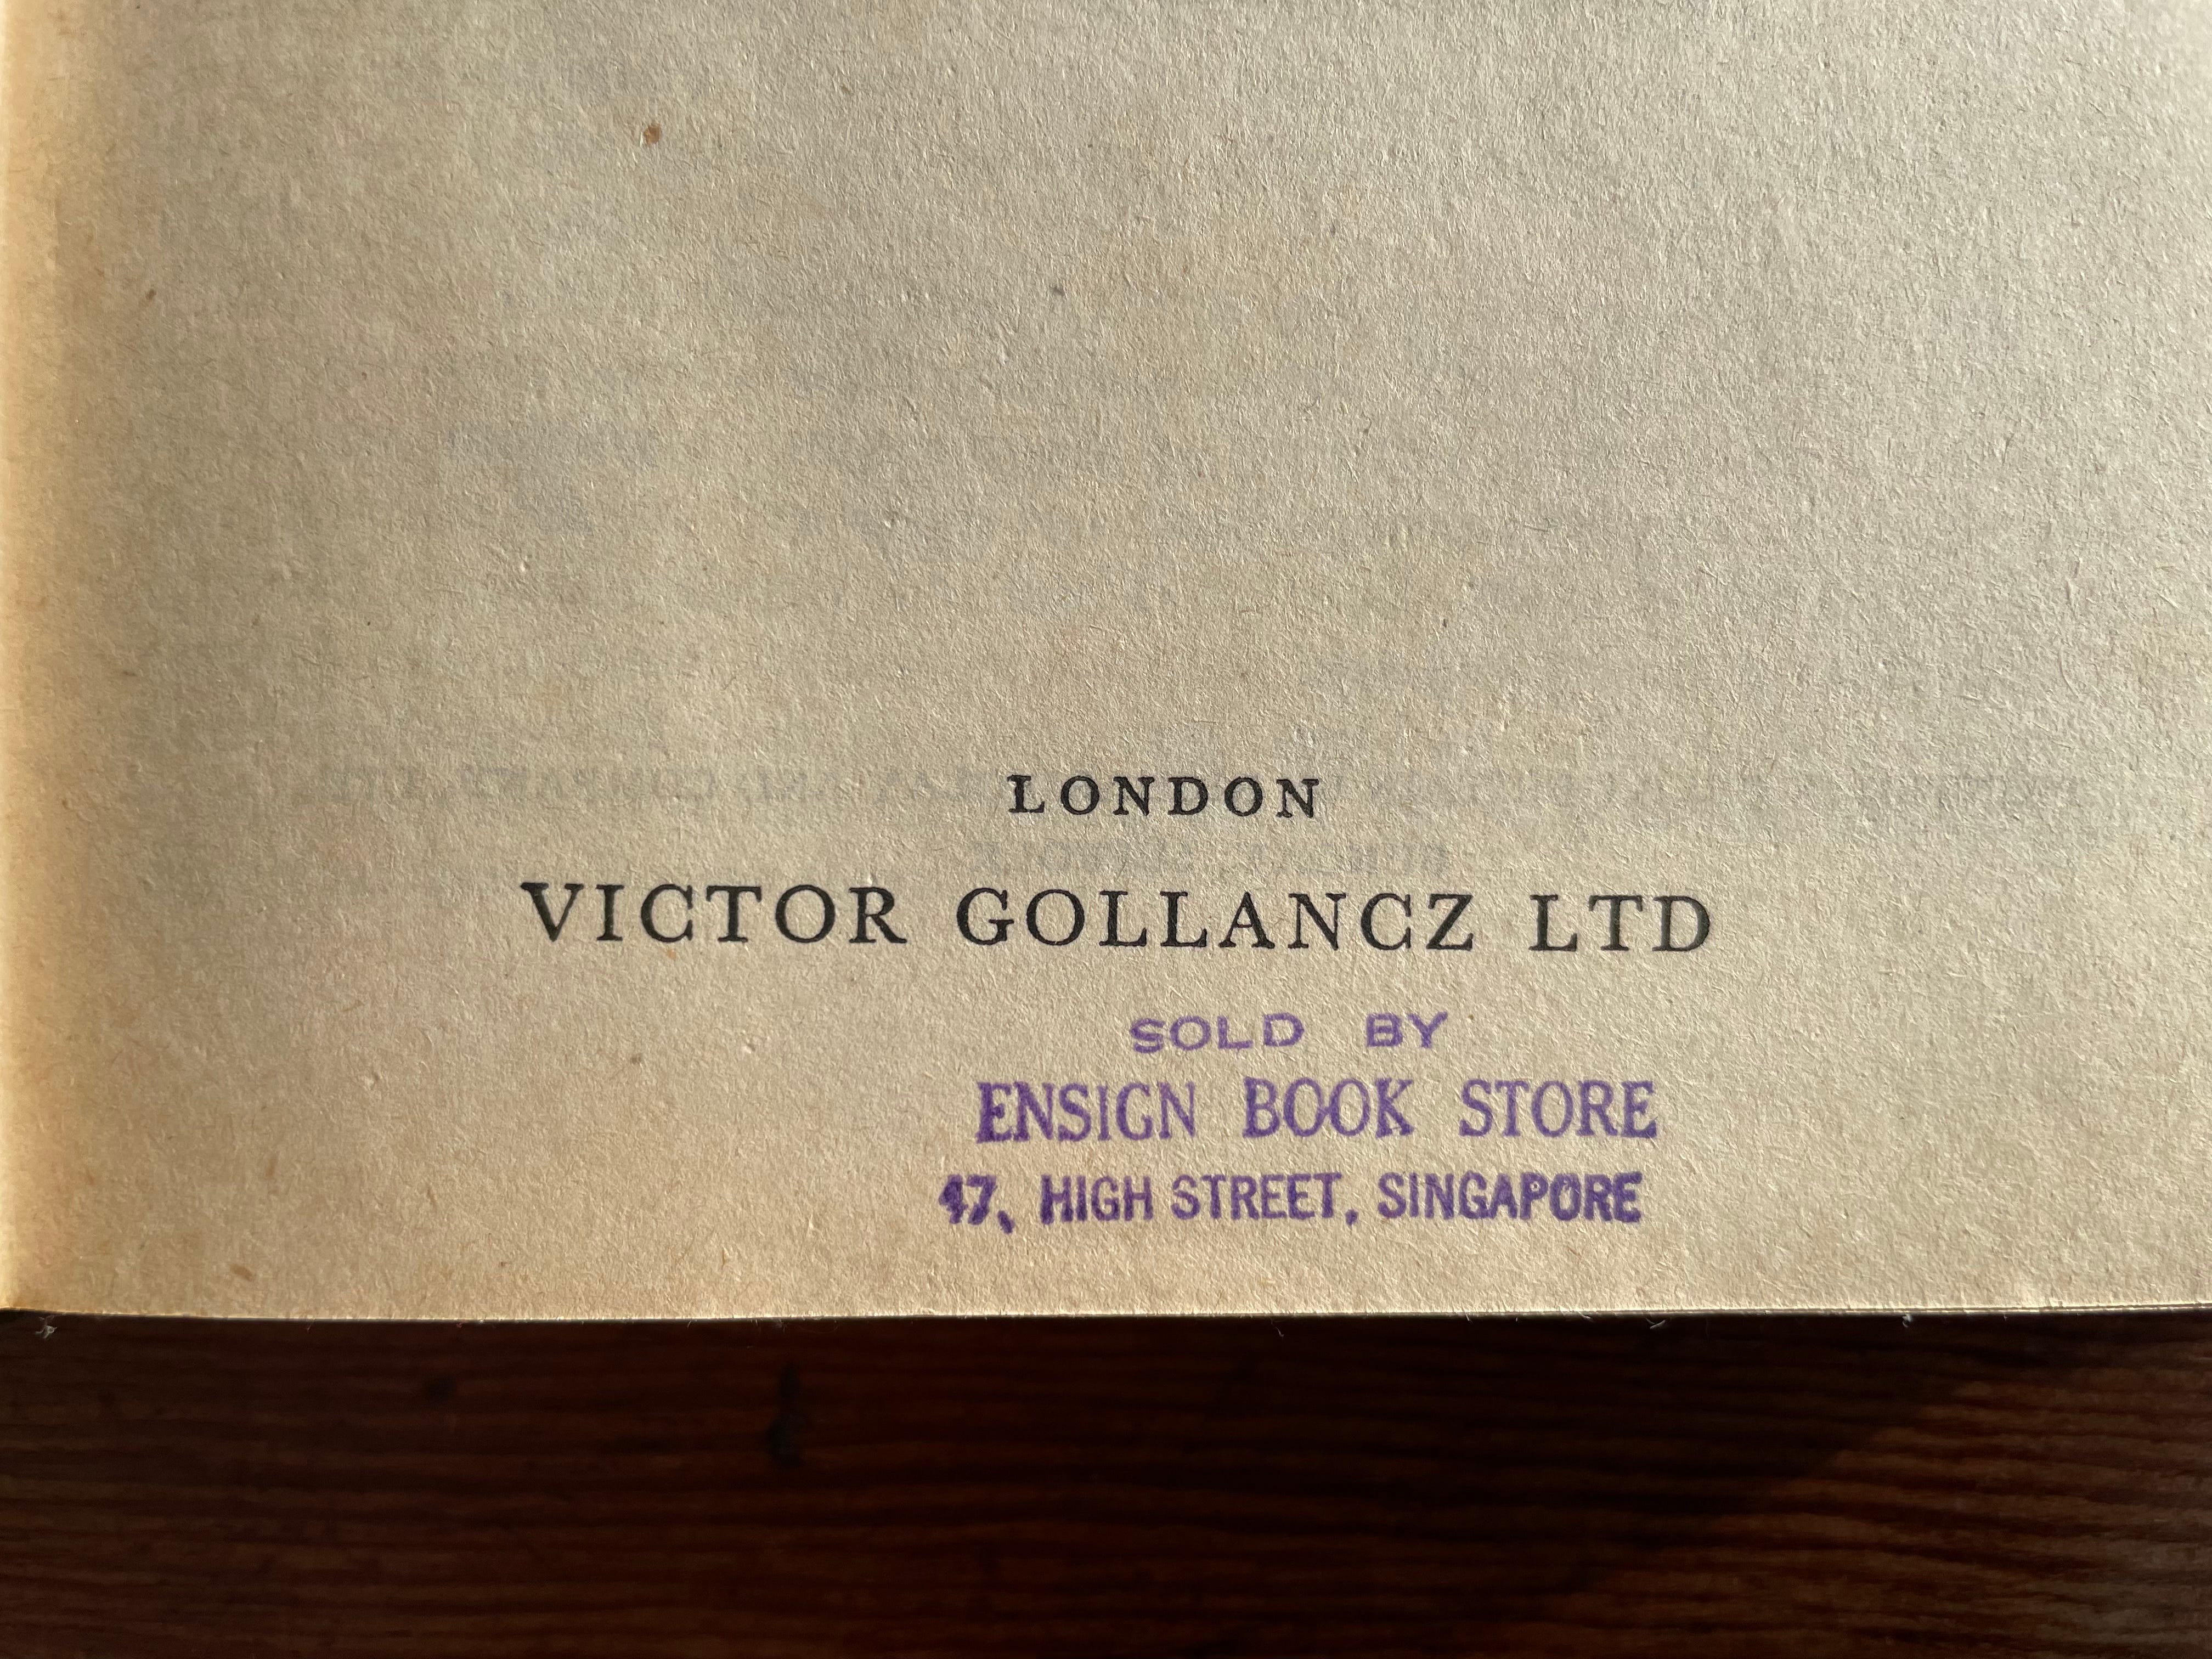 LONDON
VICTOR GOLLANCZ LTD
SOLD BY
ENSIGN BOOK STORE
47, HIGH STREET, SINGAPORE